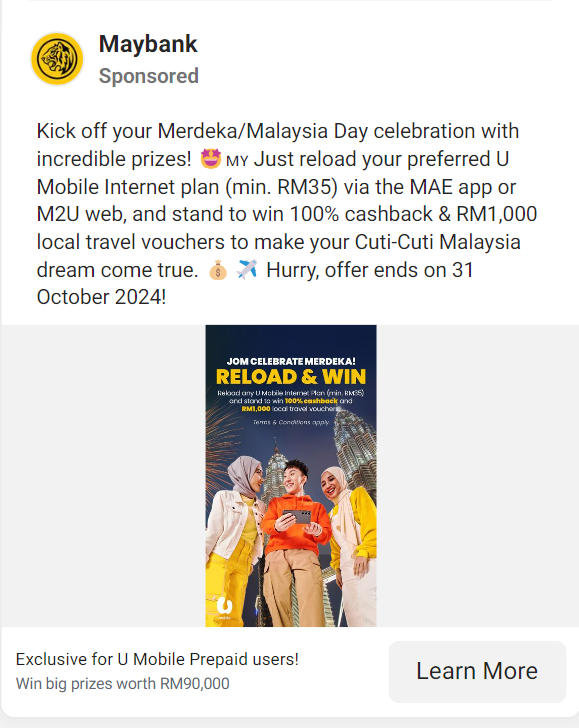 Maybank
Sponsored
Kick off your Merdeka/Malaysia Day celebration with
incredible prizes! 🤩 MY Just reload your preferred U
Mobile Internet plan (min. RM35) via the MAE app or
M2U web, and stand to win 100% cashback & RM1,000
local travel vouchers to make your Cuti-Cuti Malaysia
dream come true. 💰 ✈️ Hurry, offer ends on 31
October 2024!
JOM CELEBRATE MERDEKA!
RELOAD & WIN
Reload any U Mobile Internet Plan (min. RM35)
and stand to win 100% cashback and
RM1,000 local travel vouchers.
Terms & Conditions apply.
Exclusive for U Mobile Prepaid users!
Win big prizes worth RM90,000
Learn More